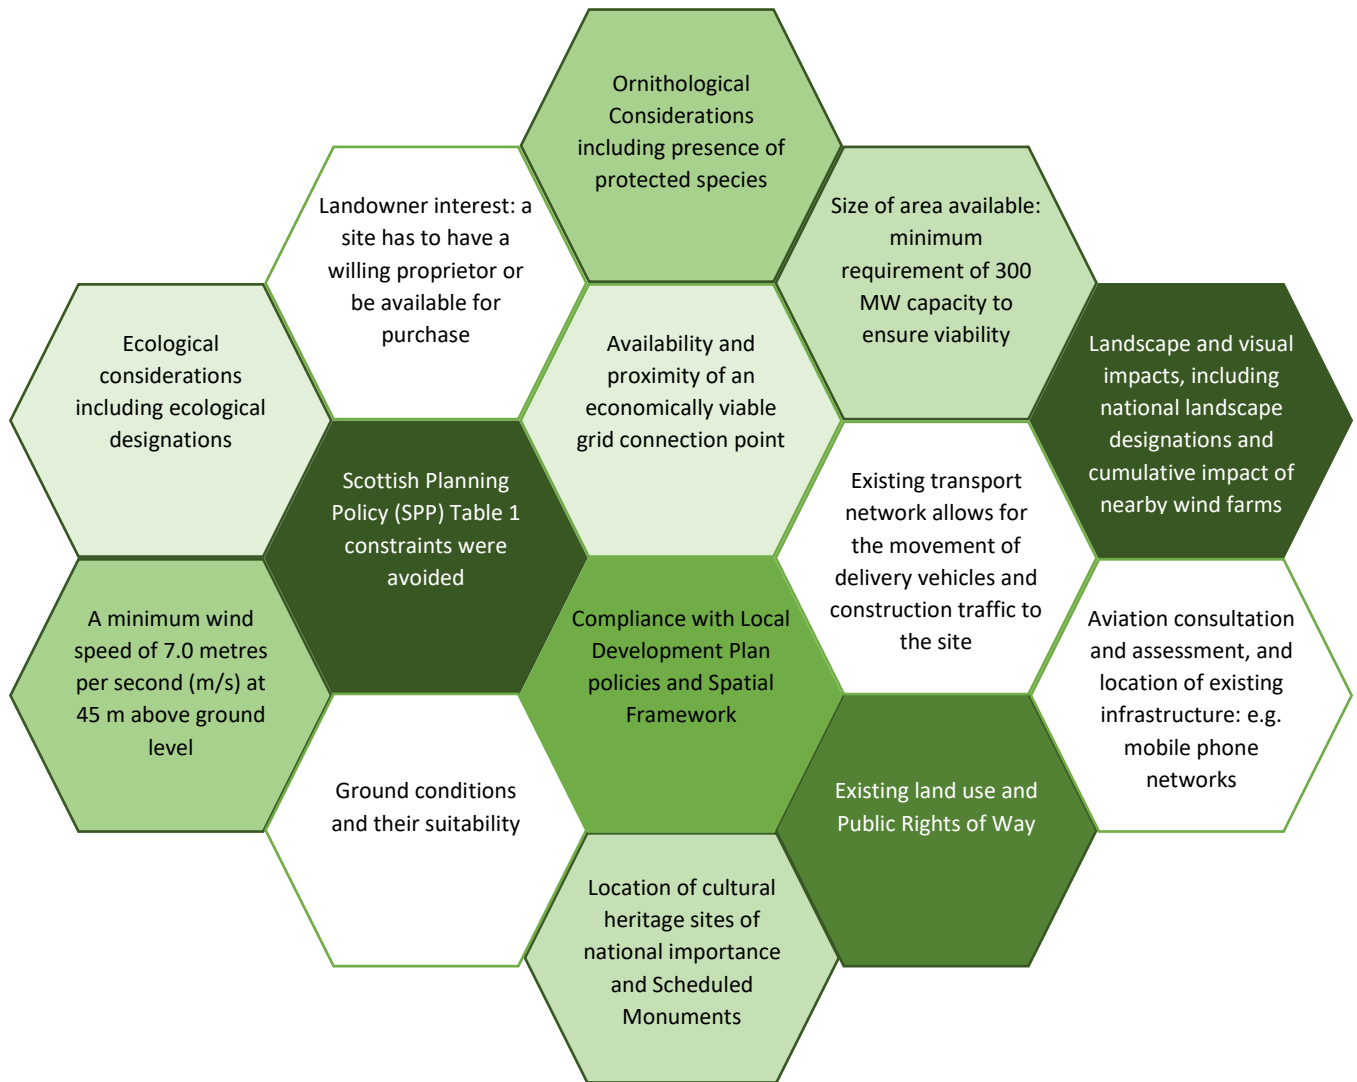 Ornithological
Considerations
including presence of
protected species
Landowner interest: a
site has to have a
willing proprietor or
be available for
purchase
Size of area available:
minimum
requirement of 300
MW capacity to
ensure viability
Ecological
considerations
including ecological
designations
Availability and
proximity of an
economically viable
grid connection point
Landscape and visual
impacts, including
national landscape
designations and
cumulative impact of
nearby wind farms
Scottish Planning
Policy (SPP) Table 1
constraints were
avoided
Existing transport
network allows for
the movement of
delivery vehicles and
construction traffic to
the site
A minimum wind
speed of 7.0 metres
per second (m/s) at
45 m above ground
level
Compliance with Local
Development Plan
policies and Spatial
Framework
Aviation consultation
and assessment, and
location of existing
infrastructure: e.g.
mobile phone
networks
Ground conditions
and their suitability
Existing land use and
Public Rights of Way
Location of cultural
heritage sites of
national importance
and Scheduled
Monuments